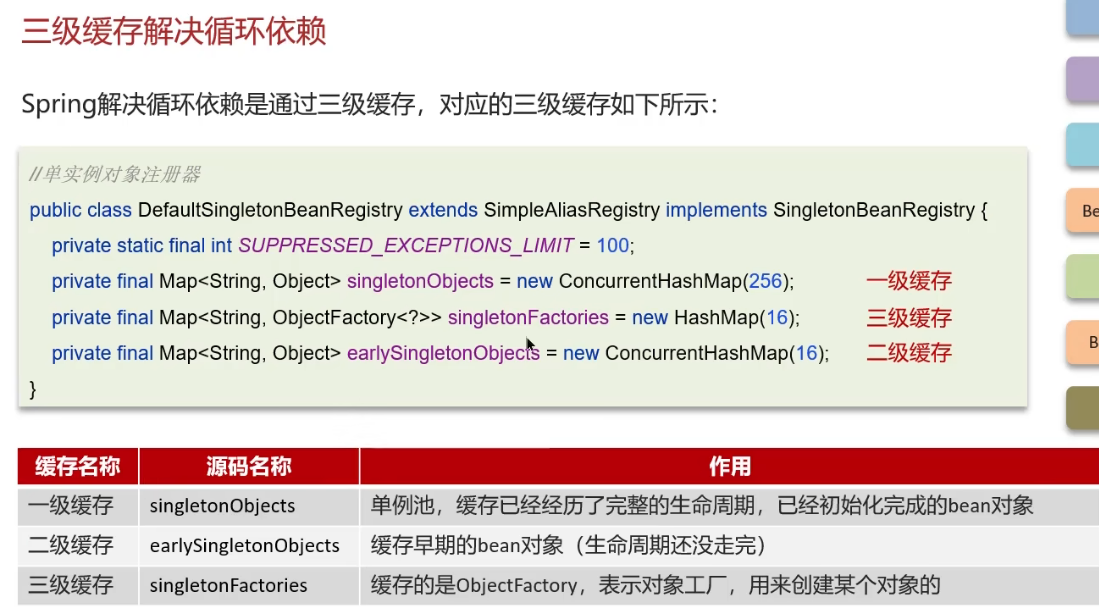 三级缓存解决循环依赖
Spring解决循环依赖是通过三级缓存，对应的三级缓存如下所示：
//单实例对象注册器
public class DefaultSingletonBeanRegistry extends SimpleAliasRegistry implements SingletonBeanRegistry {
private static final int SUPPRESSED_EXCEPTIONS_LIMIT = 100;
private final Map<String, Object> singletonObjects = new ConcurrentHashMap(256); 一级缓存
private final Map<String, ObjectFactory<?>> singletonFactories = new HashMap(16); 三级缓存
private final Map<String, Object> earlySingletonObjects = new ConcurrentHashMap(16); 二级缓存
}
缓存名称 源码名称 作用
一级缓存 singletonObjects 单例池，缓存已经经历了完整的生命周期，已经初始化完成的bean对象
二级缓存 earlySingletonObjects 缓存早期的bean对象（生命周期还没走完）
三级缓存 singletonFactories 缓存的是ObjectFactory，表示对象工厂，用来创建某个对象的